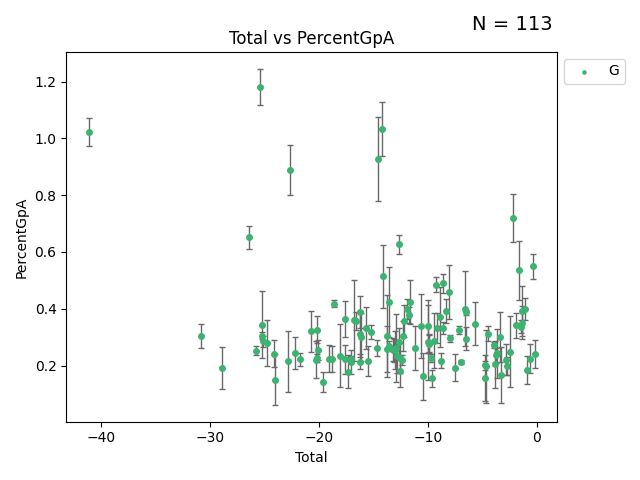 N = 113
Total vs PercentGpA
G
1.2
1.0
0.8
0.6
0.4
0.2
PercentGpA
−40
−30
−20
−10
0
Total